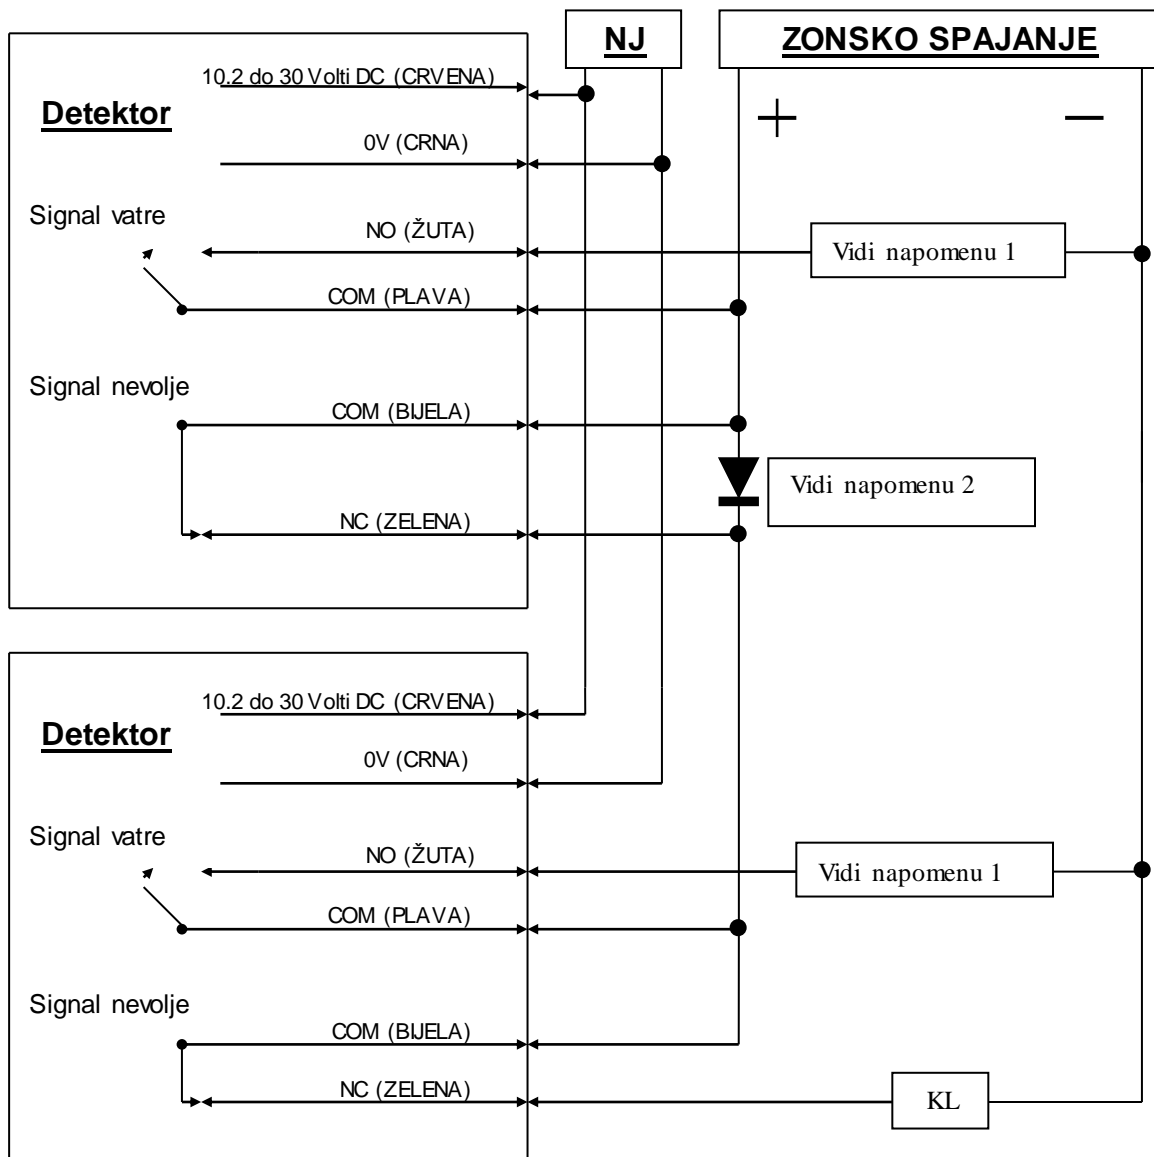 NJ
ZONSKO SPAJANJE
10.2 do 30 Volti DC (CRVENA)
Detektor
+
−
0V (CRNA)
Signal vatre
NO (ŽUTA)
Vidi napomenu 1
COM (PLAVA)
Signal nevolje
COM (BIJELA)
Vidi napomenu 2
NC (ZELENA)
10.2 do 30 Volti DC (CRVENA)
Detektor
0V (CRNA)
Signal vatre
NO (ŽUTA)
Vidi napomenu 1
COM (PLAVA)
Signal nevolje
COM (BIJELA)
NC (ZELENA)
KL